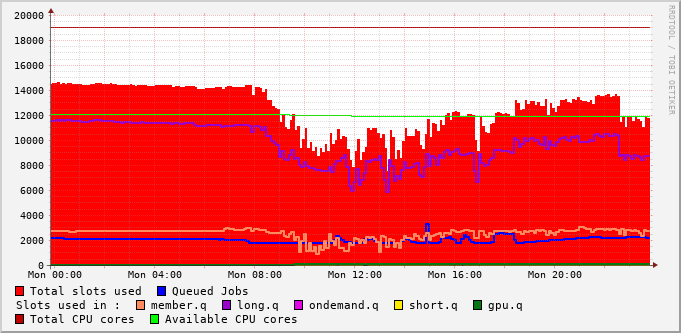 RRDTOOL / TOBI OETIKER
20000
18000
16000
14000
12000
10000
8000
6000
4000
2000
0
Mon 00:00 Mon 04:00 Mon 08:00 Mon 12:00 Mon 16:00 Mon 20:00
Total slots used Queued Jobs
Slots used in : member.q long.q ondemand.q short.q gpu.q
Total CPU cores Available CPU cores